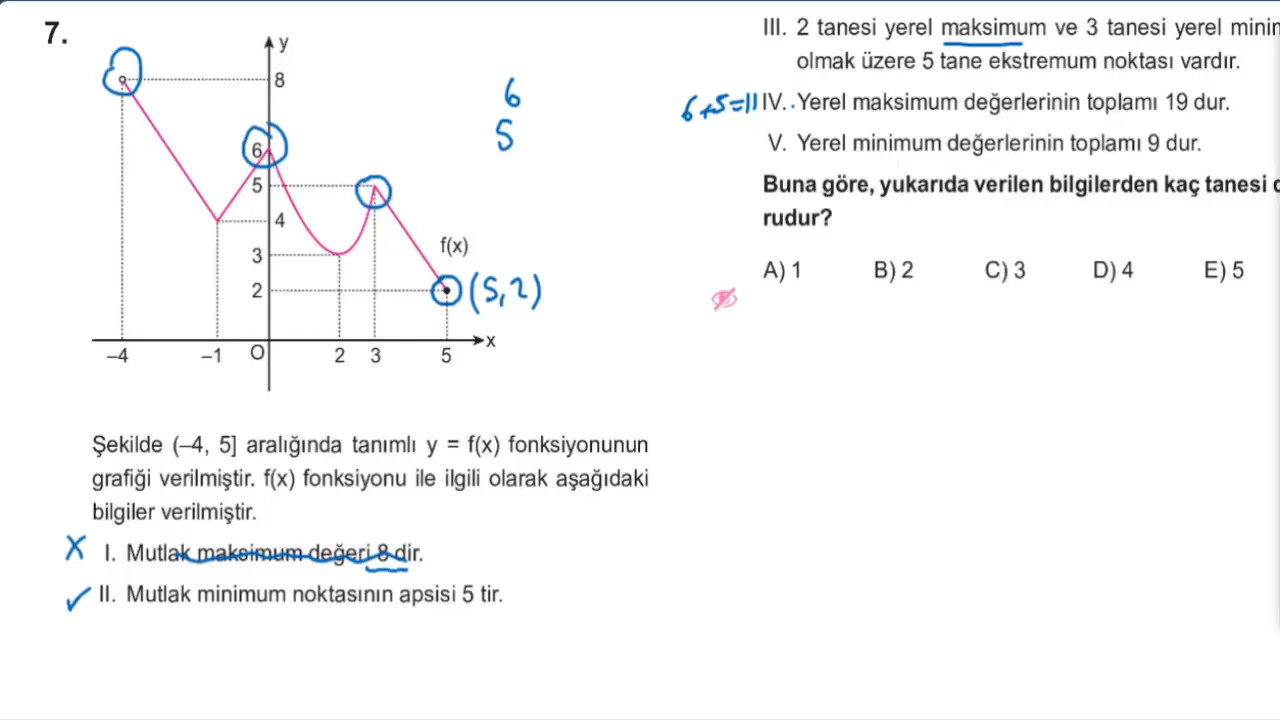 7.
y
8
6
5
4
3
2
f(x)
(5,2)
x
–4
–1
O
2
3
5
6
5
Şekilde (–4, 5] aralığında tanımlı y = f(x) fonksiyonunun
grafiği verilmiştir. f(x) fonksiyonu ile ilgili olarak aşağıdaki
bilgiler verilmiştir.
X I. Mutlak maksimum değeri 8 dir.
✓ II. Mutlak minimum noktasının apsisi 5 tir.
III. 2 tanesi yerel maksimum ve 3 tanesi yerel minin
olmak üzere 5 tane ekstremum noktası vardır.
6+5=11 IV. Yerel maksimum değerlerinin toplamı 19 dur.
V. Yerel minimum değerlerinin toplamı 9 dur.
Buna göre, yukarıda verilen bilgilerden kaç tanesi
rudur?
A) 1 B) 2 C) 3 D) 4 E) 5